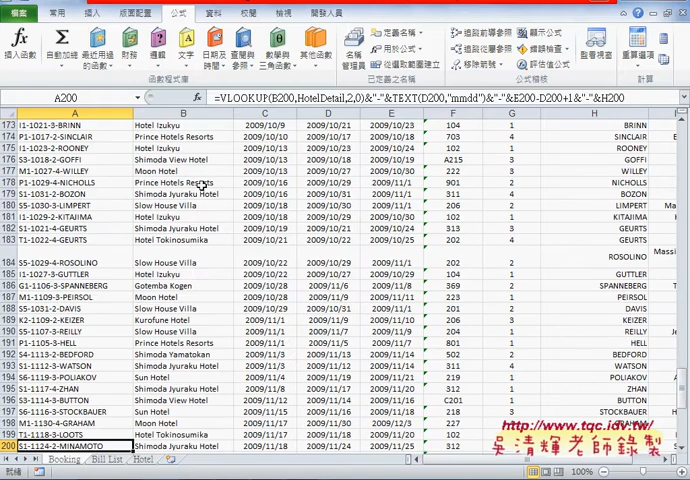 檔案 常用 插入 版面配置 公式 資料 校閱 檢視 開發人員
插入函數 自動加總 最近用過的函數 財務 邏輯 文字 日期及時間 查閱與參照 數學與三角函數 其他函數 名稱管理員 定義名稱 用於公式 從選取範圍建立 追蹤前導參照 追蹤從屬參照 顯示公式 錯誤檢查 監看視窗 計算選項
函數程式庫 已定義之名稱 公式稽核
A200 =VLOOKUP(B200,HotelDetail,2,0)&"-"&TEXT(D200,"mmdd")&"-"&E200-D200+1&"-"&H200
A B C D E F G H
173 I1-1021-3-BRINN Hotel Izukyu 2009/10/9 2009/10/21 2009/10/23 104 1 BRINN
174 P1-1017-2-SINCLAIR Prince Hotels Resorts 2009/10/10 2009/10/17 2009/10/18 703 4 SINCLAIR
175 I1-1023-2-ROONEY Hotel Izukyu 2009/10/13 2009/10/23 2009/10/24 102 1 ROONEY
176 S3-1018-2-GOFFI Shimoda View Hotel 2009/10/13 2009/10/18 2009/10/19 A215 3 GOFFI
177 M1-1027-4-WILLEY Moon Hotel 2009/10/13 2009/10/27 2009/10/30 222 3 WILLEY
178 P1-1029-4-NICHOLLS Prince Hotels Resorts 2009/10/16 2009/10/29 2009/11/1 901 2 NICHOLLS
179 S1-1031-2-BOZON Shimoda Jyuraku Hotel 2009/10/16 2009/10/31 2009/11/1 311 4 BOZON
180 S5-1030-3-LIMPERT Slow House Villa 2009/10/18 2009/10/30 2009/11/1 206 2 LIMPERT
181 I1-1029-2-KITAJIMA Hotel Izukyu 2009/10/18 2009/10/29 2009/10/30 102 1 KITAJIMA
182 S1-1021-4-GEURTS Shimoda Jyuraku Hotel 2009/10/18 2009/10/21 2009/10/24 313 3 GEURTS
183 T1-1022-4-GEURTS Hotel Tokinosumika 2009/10/21 2009/10/22 2009/10/25 202 4 GEURTS
184 S5-1029-4-ROSOLINO Slow House Villa 2009/10/22 2009/10/29 2009/11/1 202 2 ROSOLINO
185 I1-1027-3-GUTTLER Hotel Izukyu 2009/10/22 2009/10/27 2009/10/29 104 1 GUTTLER
186 G1-1106-3-SPANNEBERG Gotemba Kogen 2009/10/28 2009/11/6 2009/11/8 369 2 SPANNEBERG
187 M1-1109-3-PEIRSOL Moon Hotel 2009/10/28 2009/11/9 2009/11/11 223 1 PEIRSOL
188 S5-1031-2-DAVIS Slow House Villa 2009/10/29 2009/10/31 2009/11/1 201 2 DAVIS
189 K2-1109-2-KEIZER Kurofune Hotel 2009/10/30 2009/11/9 2009/11/10 206 3 KEIZER
190 S5-1107-3-REILLY Slow House Villa 2009/11/1 2009/11/7 2009/11/9 207 1 REILLY
191 P1-1105-3-HELL Prince Hotels Resorts 2009/11/1 2009/11/5 2009/11/7 801 1 HELL
192 S4-1113-2-BEDFORD Shimoda Yamatokan 2009/11/3 2009/11/13 2009/11/14 502 2 BEDFORD
193 S1-1112-3-WATSON Shimoda Jyuraku Hotel 2009/11/3 2009/11/12 2009/11/14 311 4 WATSON
194 S6-1119-3-POLIAKOV Sun Hotel 2009/11/4 2009/11/19 2009/11/21 219 2 POLIAKOV
195 S1-1117-4-ZHAN Shimoda Jyuraku Hotel 2009/11/8 2009/11/17 2009/11/20 312 1 ZHAN
196 S3-1114-3-BUTTON Shimoda View Hotel 2009/11/12 2009/11/14 2009/11/16 C201 1 BUTTON
197 S6-1116-3-STOCKBAUER Sun Hotel 2009/11/15 2009/11/16 2009/11/18 218 3 STOCKBAUER
198 M1-1130-4-GRAHAM Moon Hotel 2009/11/17 2009/11/30 2009/12/3 227 GRAHAM
199 T1-1118-3-LOOTS Hotel Tokinosumika 2009/11/17 2009/11/18 2009/11/20 102
200 S1-1124-2-MINAMOTO Shimoda Jyuraku Hotel 2009/11/18 2009/11/24 2009/11/25 312
http://www.tqc.idv.tw/
吳清輝老師錄製
Booking Bill List Hotel
就緒 100%